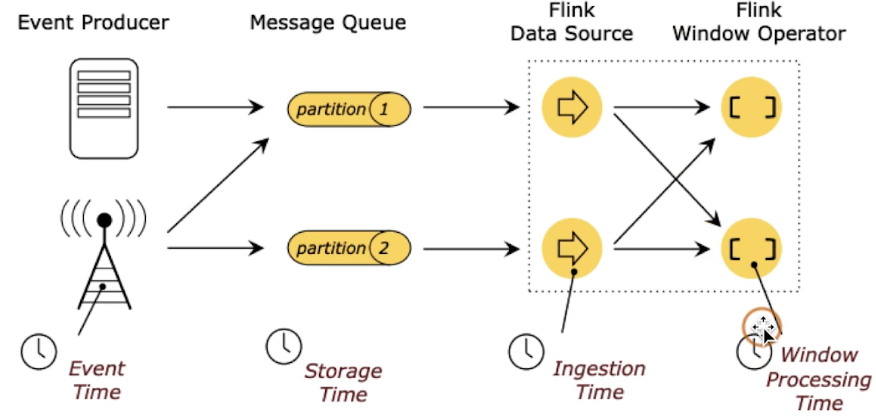 Event Producer
Message Queue
Flink
Data Source
Flink
Window Operator
partition 1
partition 2
Event
Time
Storage
Time
Ingestion
Time
Window
Processing
Time